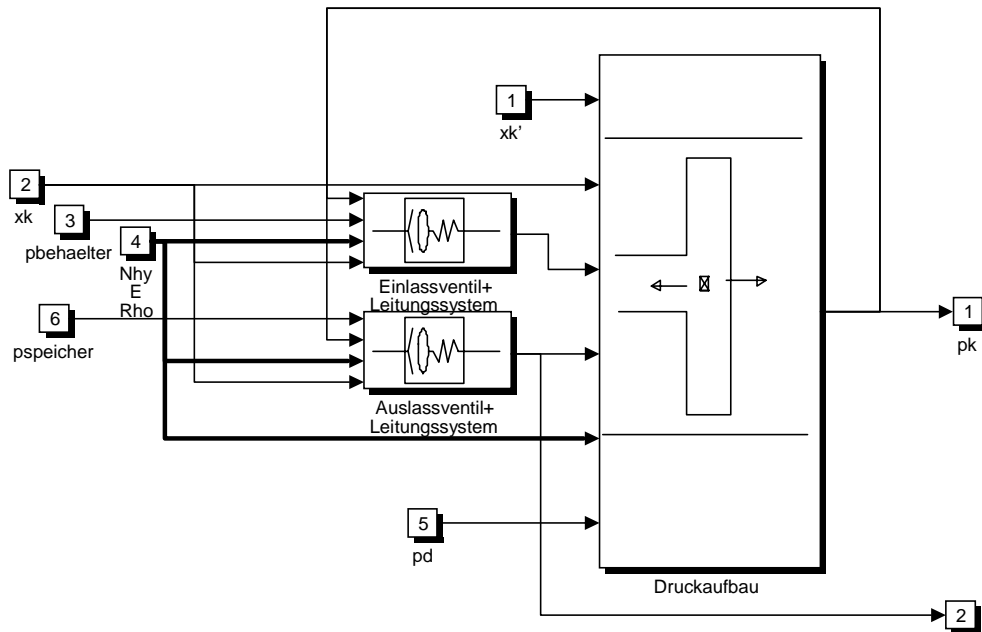 1
xk'
2
xk
3
pbehaelter
4
Nhy
E
Rho
Einlassventil+
Leitungssystem
6
pspeicher
1
pk
Auslassventil+
Leitungssystem
5
pd
Druckaufbau
2